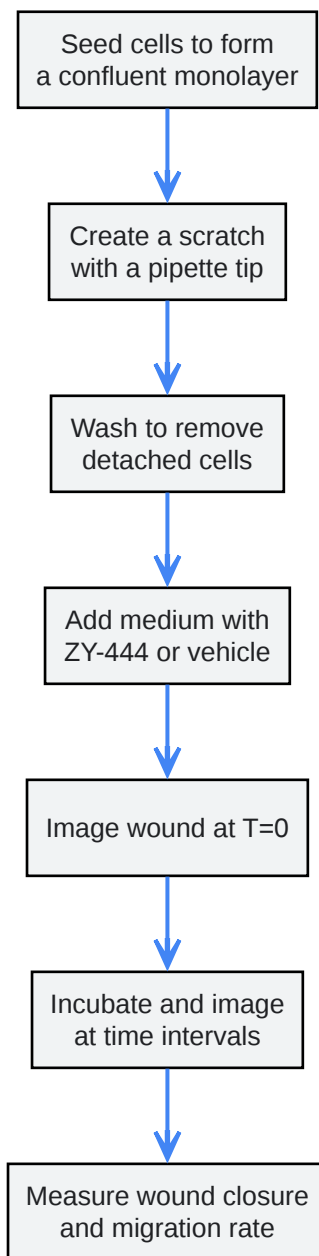 Seed cells to form
a confluent monolayer
Create a scratch
with a pipette tip
Wash to remove
detached cells
Add medium with
ZY-444 or vehicle
Image wound at T=0
Incubate and image
at time intervals
Measure wound closure
and migration rate